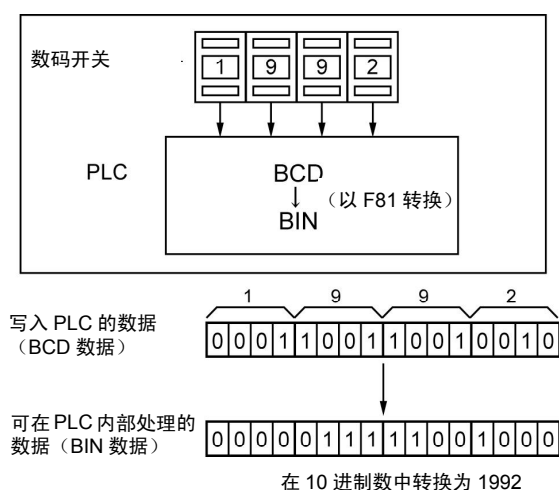 数码开关
1 9 9 2
PLC
BCD
↓
BIN
（以 F81 转换）
1 9 9 2
写入 PLC 的数据
（BCD 数据）
0001100110010010
可在 PLC 内部处理的
数据（BIN 数据）
0000011111001000
在 10 进制数中转换为 1992